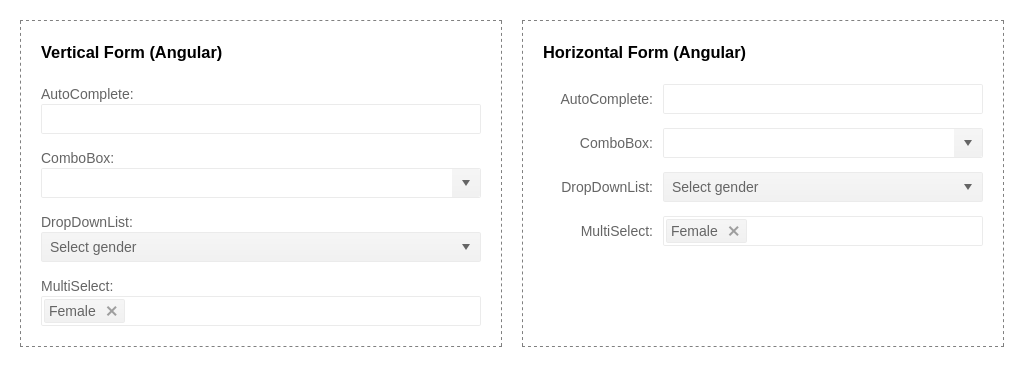 Vertical Form (Angular)
AutoComplete:
ComboBox:
DropDownList:
Select gender
MultiSelect:
Female
Horizontal Form (Angular)
AutoComplete:
ComboBox:
DropDownList: Select gender
MultiSelect: Female